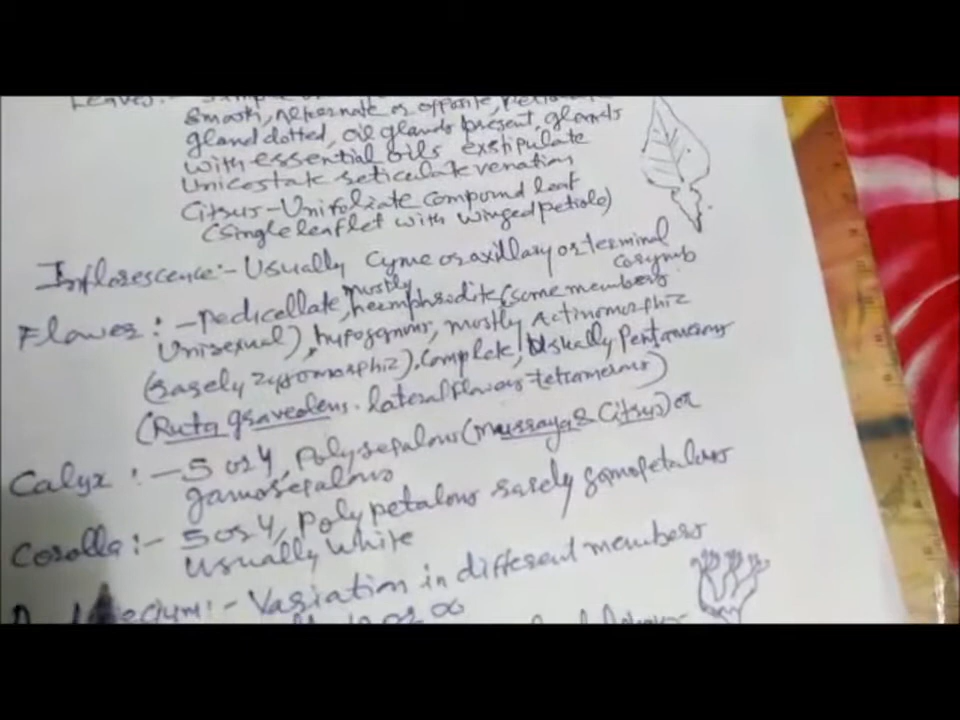 Leaves:-
Smooth, Alternate or opposite,
gland dotted, oil glands present, glands
with essential oils exstipulate
Unicostate reticulate venation
Citrus-Unifoliate compound leaf
(single leaflet with winged petiole)
Inflorescence:- Usually Cyme or axillary or terminal
corymb
Flower:- Pedicellate, mostly hermaphrodite (some members
Unisexual), hypogynous, mostly Actinomorphic
(rarely zygomorphic). Complete, Usually Pentamerous
(Ruta graveolens. lateral flowers tetramerous)
Calyx:- 5 or 4, Polysepalous (Murraya & Citrus) or
gamosepalous
Corolla:- 5 or 4, Polypetalous rarely gamopetalous
Usually White
Variation in different members
or ∞